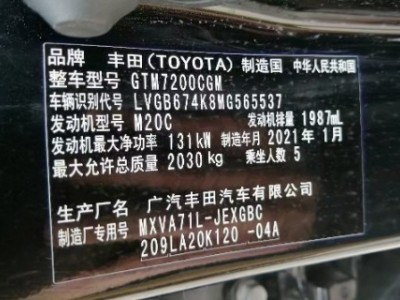 品牌 丰田(TOYOTA) 制造国 中华人民共和国
整车型号 GTM7200CGM
车辆识别代号 LVGB674K8MG565537
发动机型号 M20C 发动机排量 1987mL
发动机最大净功率 131kW 制造年月 2021年1月
最大允许总质量 2030kg 乘坐人数 5
生产厂名 广汽丰田汽车有限公司
制造厂专用号 MXVA71L-JEXGBC
209LA20K120 -04A